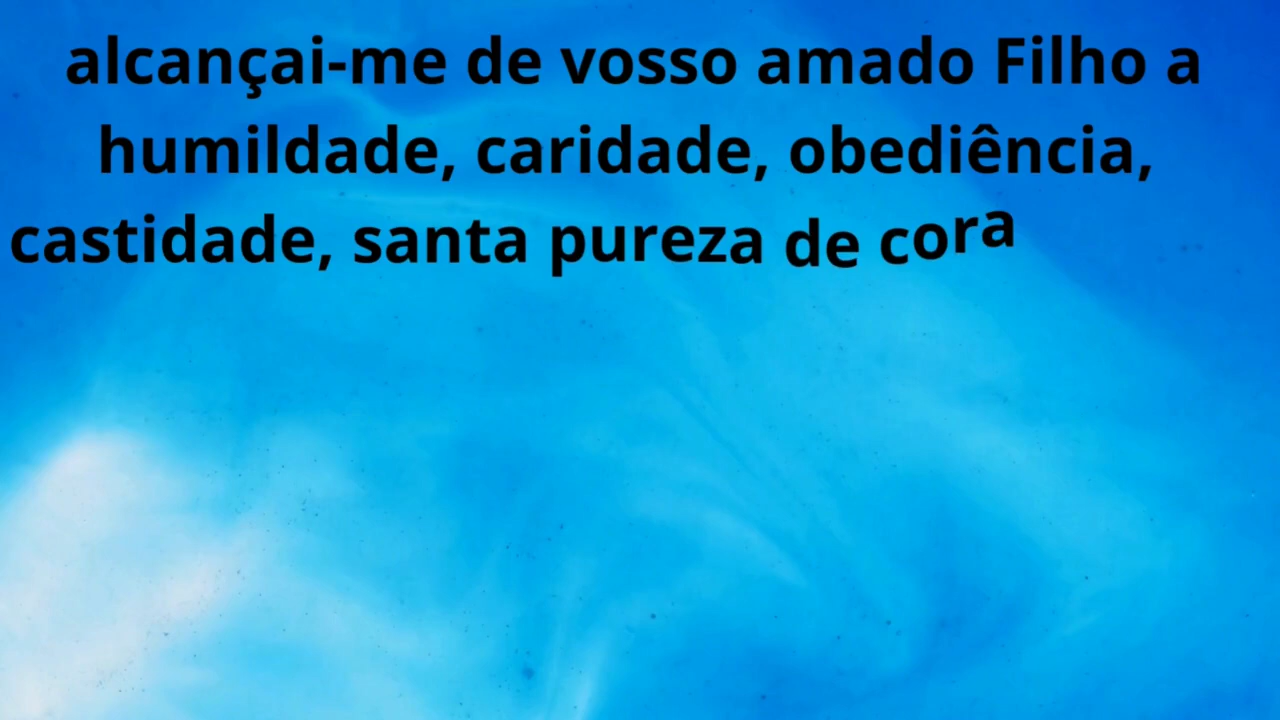 alcançai-me de vosso amado Filho a
humildade, caridade, obediência,
castidade, santa pureza de cora